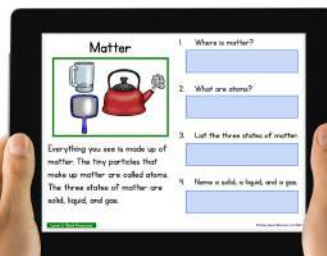 Matter
Everything you see is made up of
matter. The tiny particles that
make up matter are called atoms.
The three states of matter are
solid, liquid, and gas.
1. Where is matter?
2. What are atoms?
3. List the three states of matter.
4. Name a solid, a liquid, and a gas.